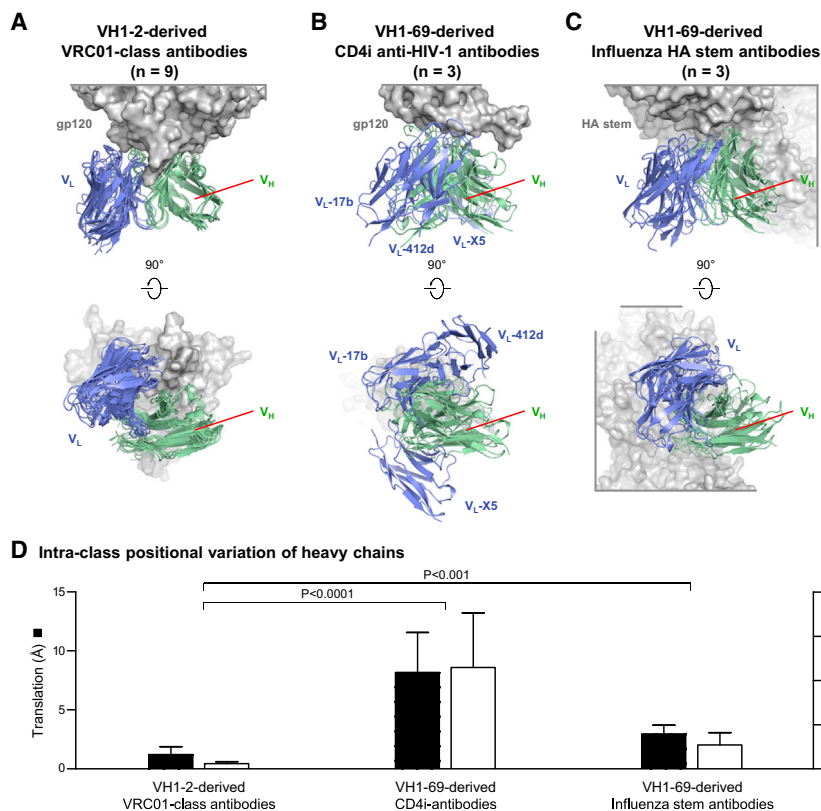 A
VH1-2-derived
VRC01-class antibodies
(n = 9)
gp120
VL
VH
90°
VL
VH
B
VH1-69-derived
CD4i anti-HIV-1 antibodies
(n = 3)
gp120
VL-17b
VL-412d
VL-X5
VH
90°
VL-17b
VL-412d
VH
VL-X5
C
VH1-69-derived
Influenza HA stem antibodies
(n = 3)
HA stem
VL
VH
90°
VL
VH
D Intra-class positional variation of heavy chains
P<0.001
P<0.0001
Translation (Å) ■
15
10
5
0
VH1-2-derived
VRC01-class antibodies
VH1-69-derived
CD4i-antibodies
VH1-69-derived
Influenza stem antibodies